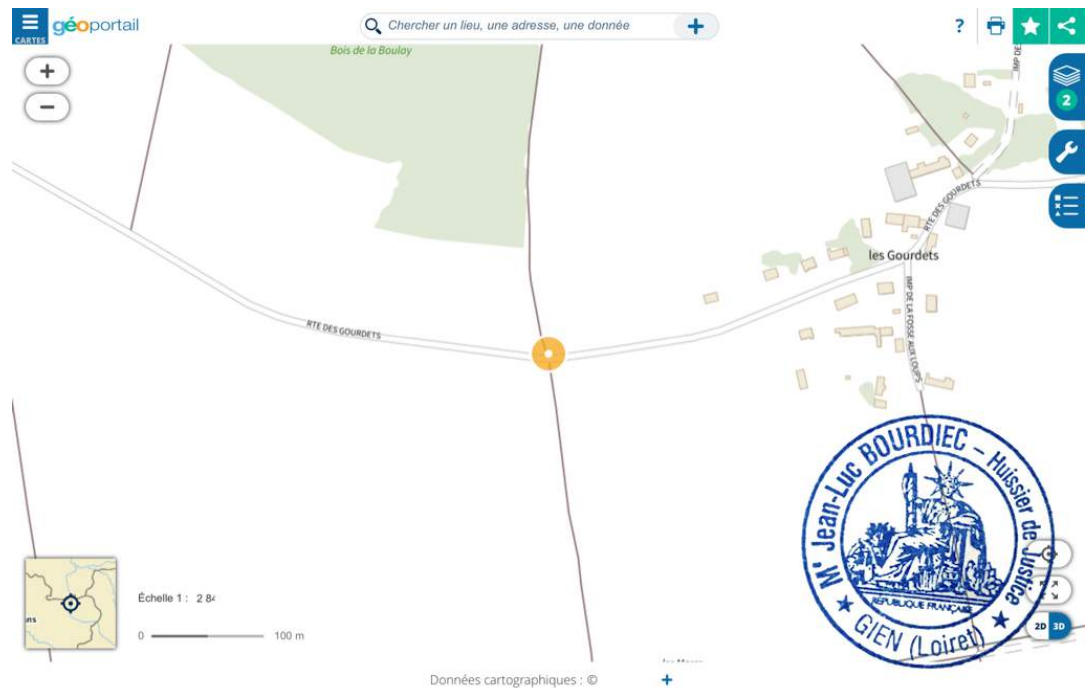 CARTES
géoportail
Chercher un lieu, une adresse, une donnée
+
?
+
−
Bois de la Boulay
2
RTE DES GOURDETS
RTE DES GOURDETS
les Gourdets
IMP DE LA FOSSE AUX LOUPS
IMP DE
Mᵉ Jean-Luc BOURDIEC – Huissier de Justice
RÉPUBLIQUE FRANÇAISE
★ GIEN (Loiret) ★
2D 3D
Échelle 1 : 2 84
0 100 m
Données cartographiques : ©
+